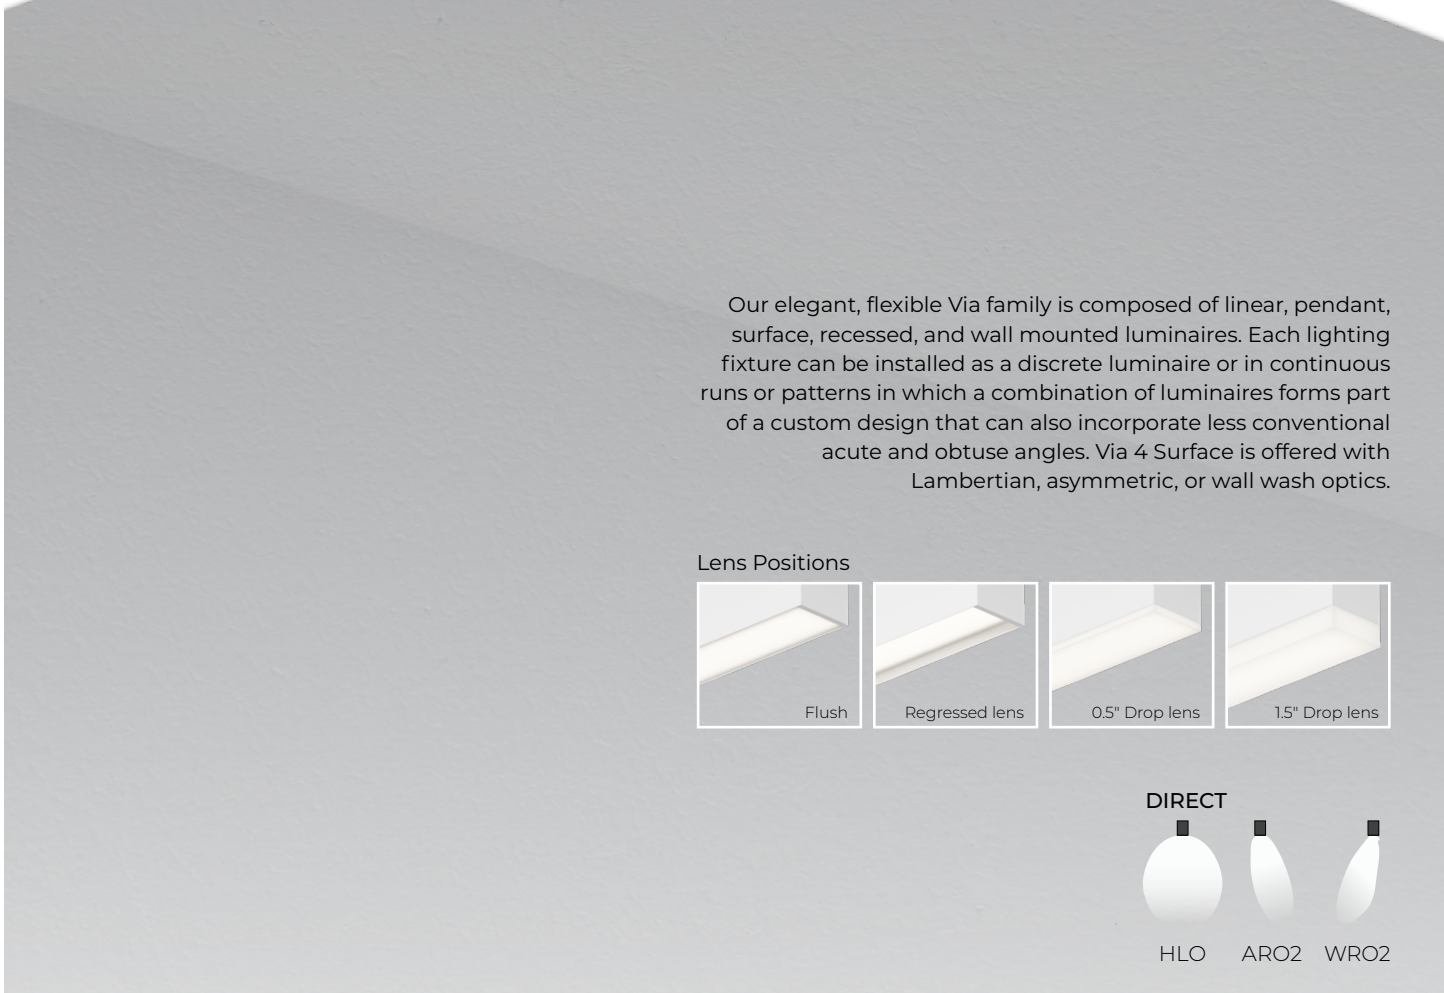 Our elegant, flexible Via family is composed of linear, pendant,
surface, recessed, and wall mounted luminaires. Each lighting
fixture can be installed as a discrete luminaire or in continuous
runs or patterns in which a combination of luminaires forms part
of a custom design that can also incorporate less conventional
acute and obtuse angles. Via 4 Surface is offered with
Lambertian, asymmetric, or wall wash optics.
Lens Positions
Flush
Regressed lens
0.5" Drop lens
1.5" Drop lens
DIRECT
HLO
ARO2
WRO2